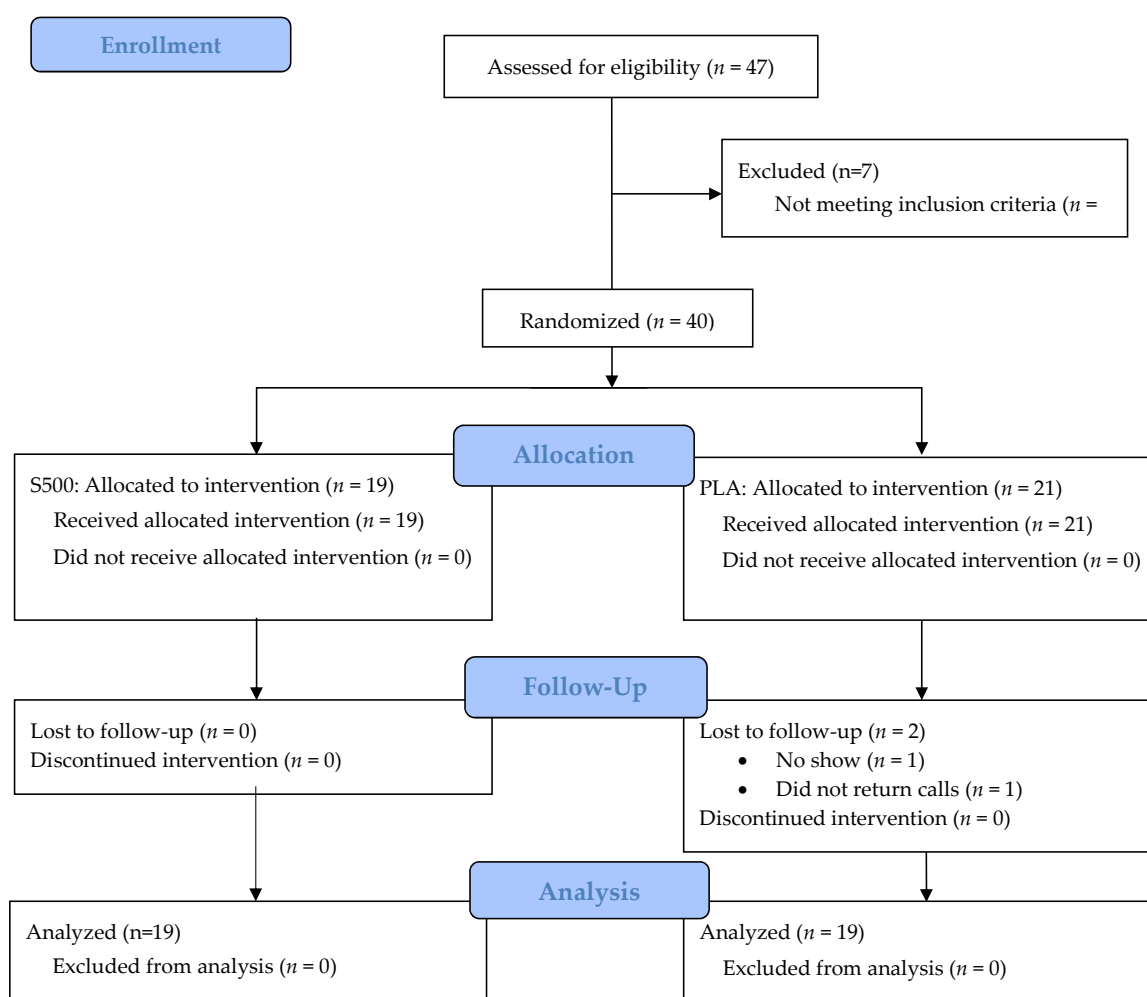 Enrollment
Assessed for eligibility (n = 47)
Excluded (n=7)
Not meeting inclusion criteria (n =
Randomized (n = 40)
Allocation
S500: Allocated to intervention (n = 19)
Received allocated intervention (n = 19)
Did not receive allocated intervention (n = 0)
PLA: Allocated to intervention (n = 21)
Received allocated intervention (n = 21)
Did not receive allocated intervention (n = 0)
Follow-Up
Lost to follow-up (n = 0)
Discontinued intervention (n = 0)
Lost to follow-up (n = 2)
• No show (n = 1)
• Did not return calls (n = 1)
Discontinued intervention (n = 0)
Analysis
Analyzed (n=19)
Excluded from analysis (n = 0)
Analyzed (n = 19)
Excluded from analysis (n = 0)